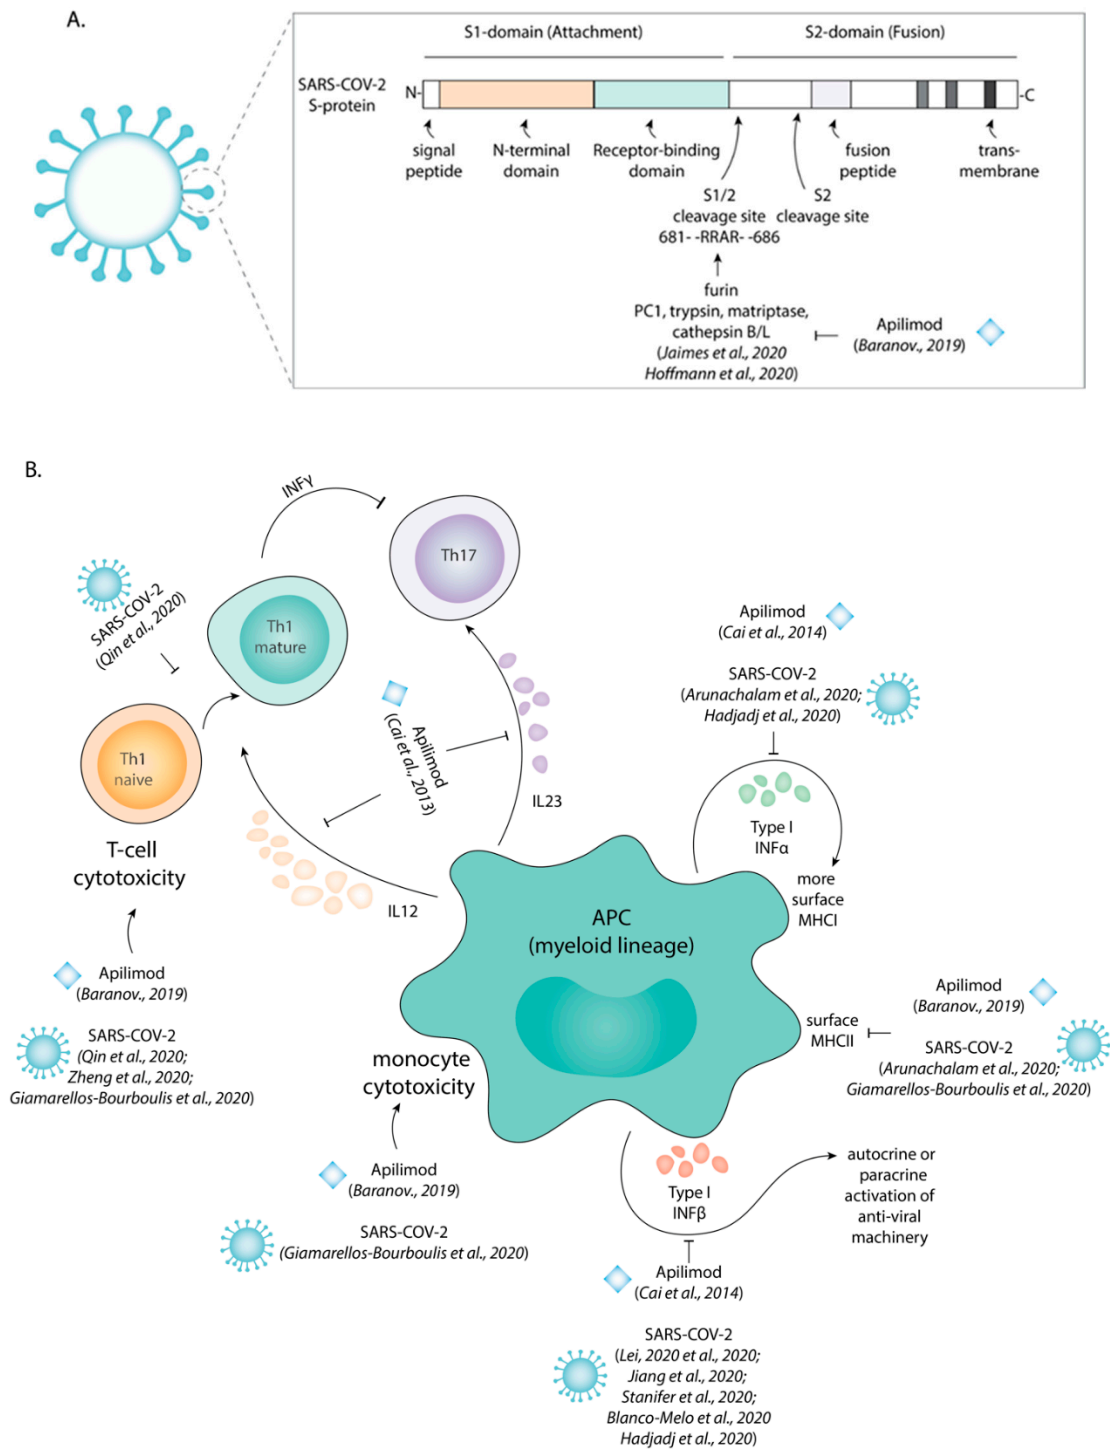 A.
S1-domain (Attachment)
S2-domain (Fusion)
SARS-COV-2
S-protein
N-
-C
signal
peptide
N-terminal
domain
Receptor-binding
domain
fusion
peptide
trans-
membrane
S1/2
cleavage site
681- -RRAR- -686
S2
cleavage site
furin
PC1, trypsin, matriptase,
cathepsin B/L
(Jaimes et al., 2020
Hoffmann et al., 2020)
Apilimod
(Baranov., 2019)
B.
INFγ
Th17
SARS-COV-2
(Qin et al., 2020)
Th1
mature
Th1
naive
T-cell
cytotoxicity
Apilimod
(Cai et al., 2013)
IL23
IL12
Apilimod
(Cai et al., 2014)
SARS-COV-2
(Arunachalam et al., 2020;
Hadjadj et al., 2020)
Type I
INFα
more
surface
MHCI
APC
(myeloid lineage)
Apilimod
(Baranov., 2019)
SARS-COV-2
(Qin et al., 2020;
Zheng et al., 2020;
Giamarellos-Bourboulis et al., 2020)
surface
MHCII
Apilimod
(Baranov., 2019)
SARS-COV-2
(Arunachalam et al., 2020;
Giamarellos-Bourboulis et al., 2020)
monocyte
cytotoxicity
Apilimod
(Baranov., 2019)
SARS-COV-2
(Giamarellos-Bourboulis et al., 2020)
Type I
INFβ
autocrine or
paracrine
activation of
anti-viral
machinery
Apilimod
(Cai et al., 2014)
SARS-COV-2
(Lei, 2020 et al., 2020;
Jiang et al., 2020;
Stanifer et al., 2020;
Blanco-Melo et al., 2020
Hadjadj et al., 2020)